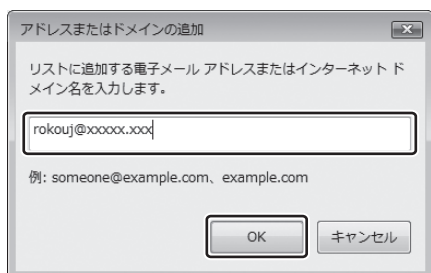 アドレスまたはドメインの追加
リストに追加する電子メール アドレスまたはインターネット ド
メイン名を入力します。
rokouj@xxxxx.xxx
例: someone@example.com、example.com
OK
キャンセル